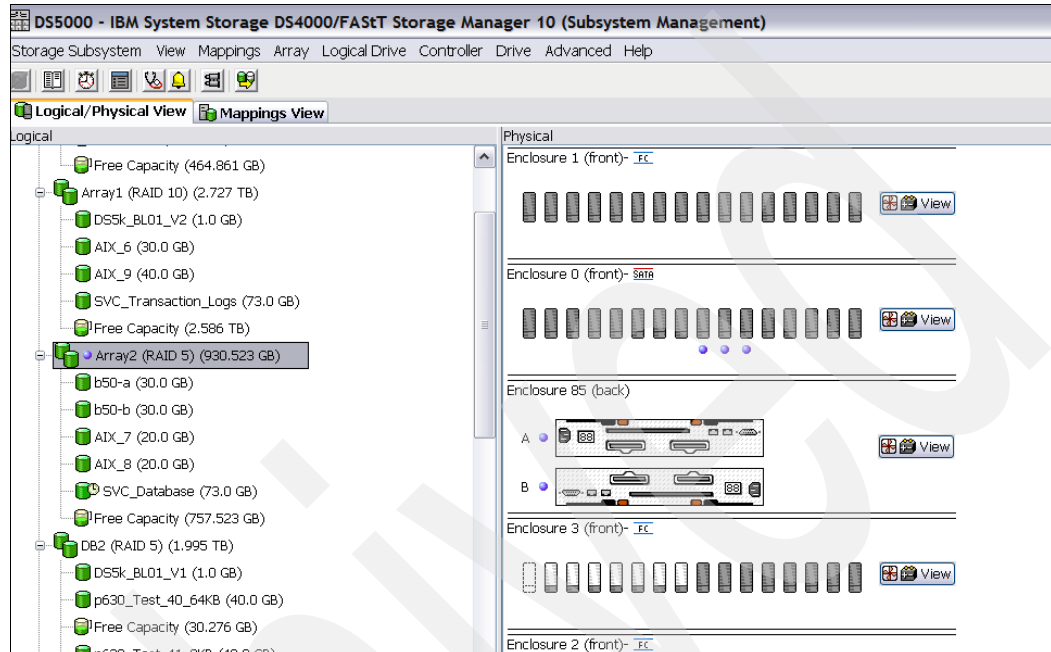 DS5000 - IBM System Storage DS4000/FAStT Storage Manager 10 (Subsystem Management)
Storage Subsystem View Mappings Array Logical Drive Controller Drive Advanced Help
Logical/Physical View Mappings View
Logical
Free Capacity (464.861 GB)
Array1 (RAID 10) (2.727 TB)
DS5k_BL01_V2 (1.0 GB)
AIX_6 (30.0 GB)
AIX_9 (40.0 GB)
SVC_Transaction_Logs (73.0 GB)
Free Capacity (2.586 TB)
Array2 (RAID 5) (930.523 GB)
b50-a (30.0 GB)
b50-b (30.0 GB)
AIX_7 (20.0 GB)
AIX_8 (20.0 GB)
SVC_Database (73.0 GB)
Free Capacity (757.523 GB)
DB2 (RAID 5) (1.995 TB)
DS5k_BL01_V1 (1.0 GB)
p630_Test_40_64KB (40.0 GB)
Free Capacity (30.276 GB)
Physical
Enclosure 1 (front)- FC
View
Enclosure 0 (front)- SATA
View
Enclosure 85 (back)
A 88
View
B 88
Enclosure 3 (front)- FC
View
Enclosure 2 (front)- FC